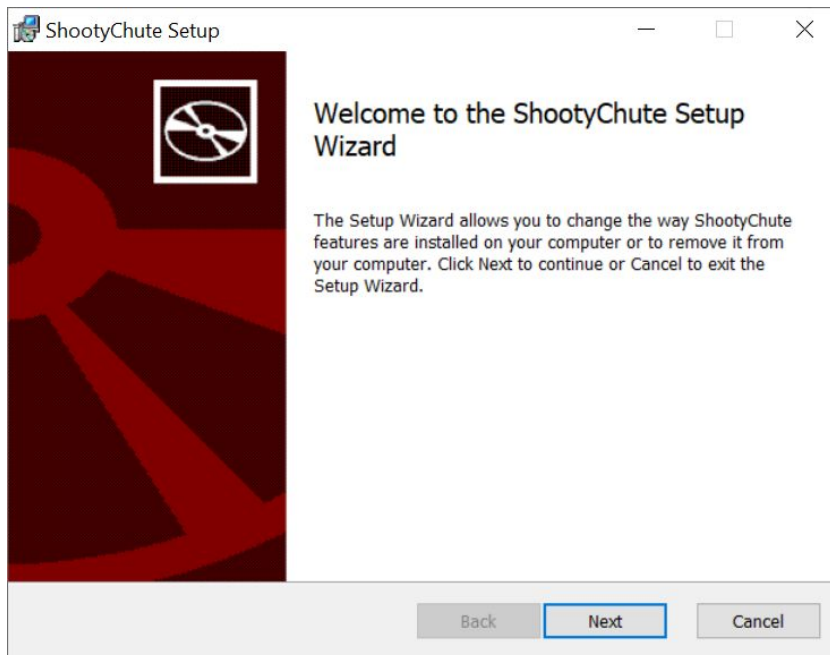 ShootyChute Setup
Welcome to the ShootyChute Setup
Wizard
The Setup Wizard allows you to change the way ShootyChute
features are installed on your computer or to remove it from
your computer. Click Next to continue or Cancel to exit the
Setup Wizard.
Back Next Cancel